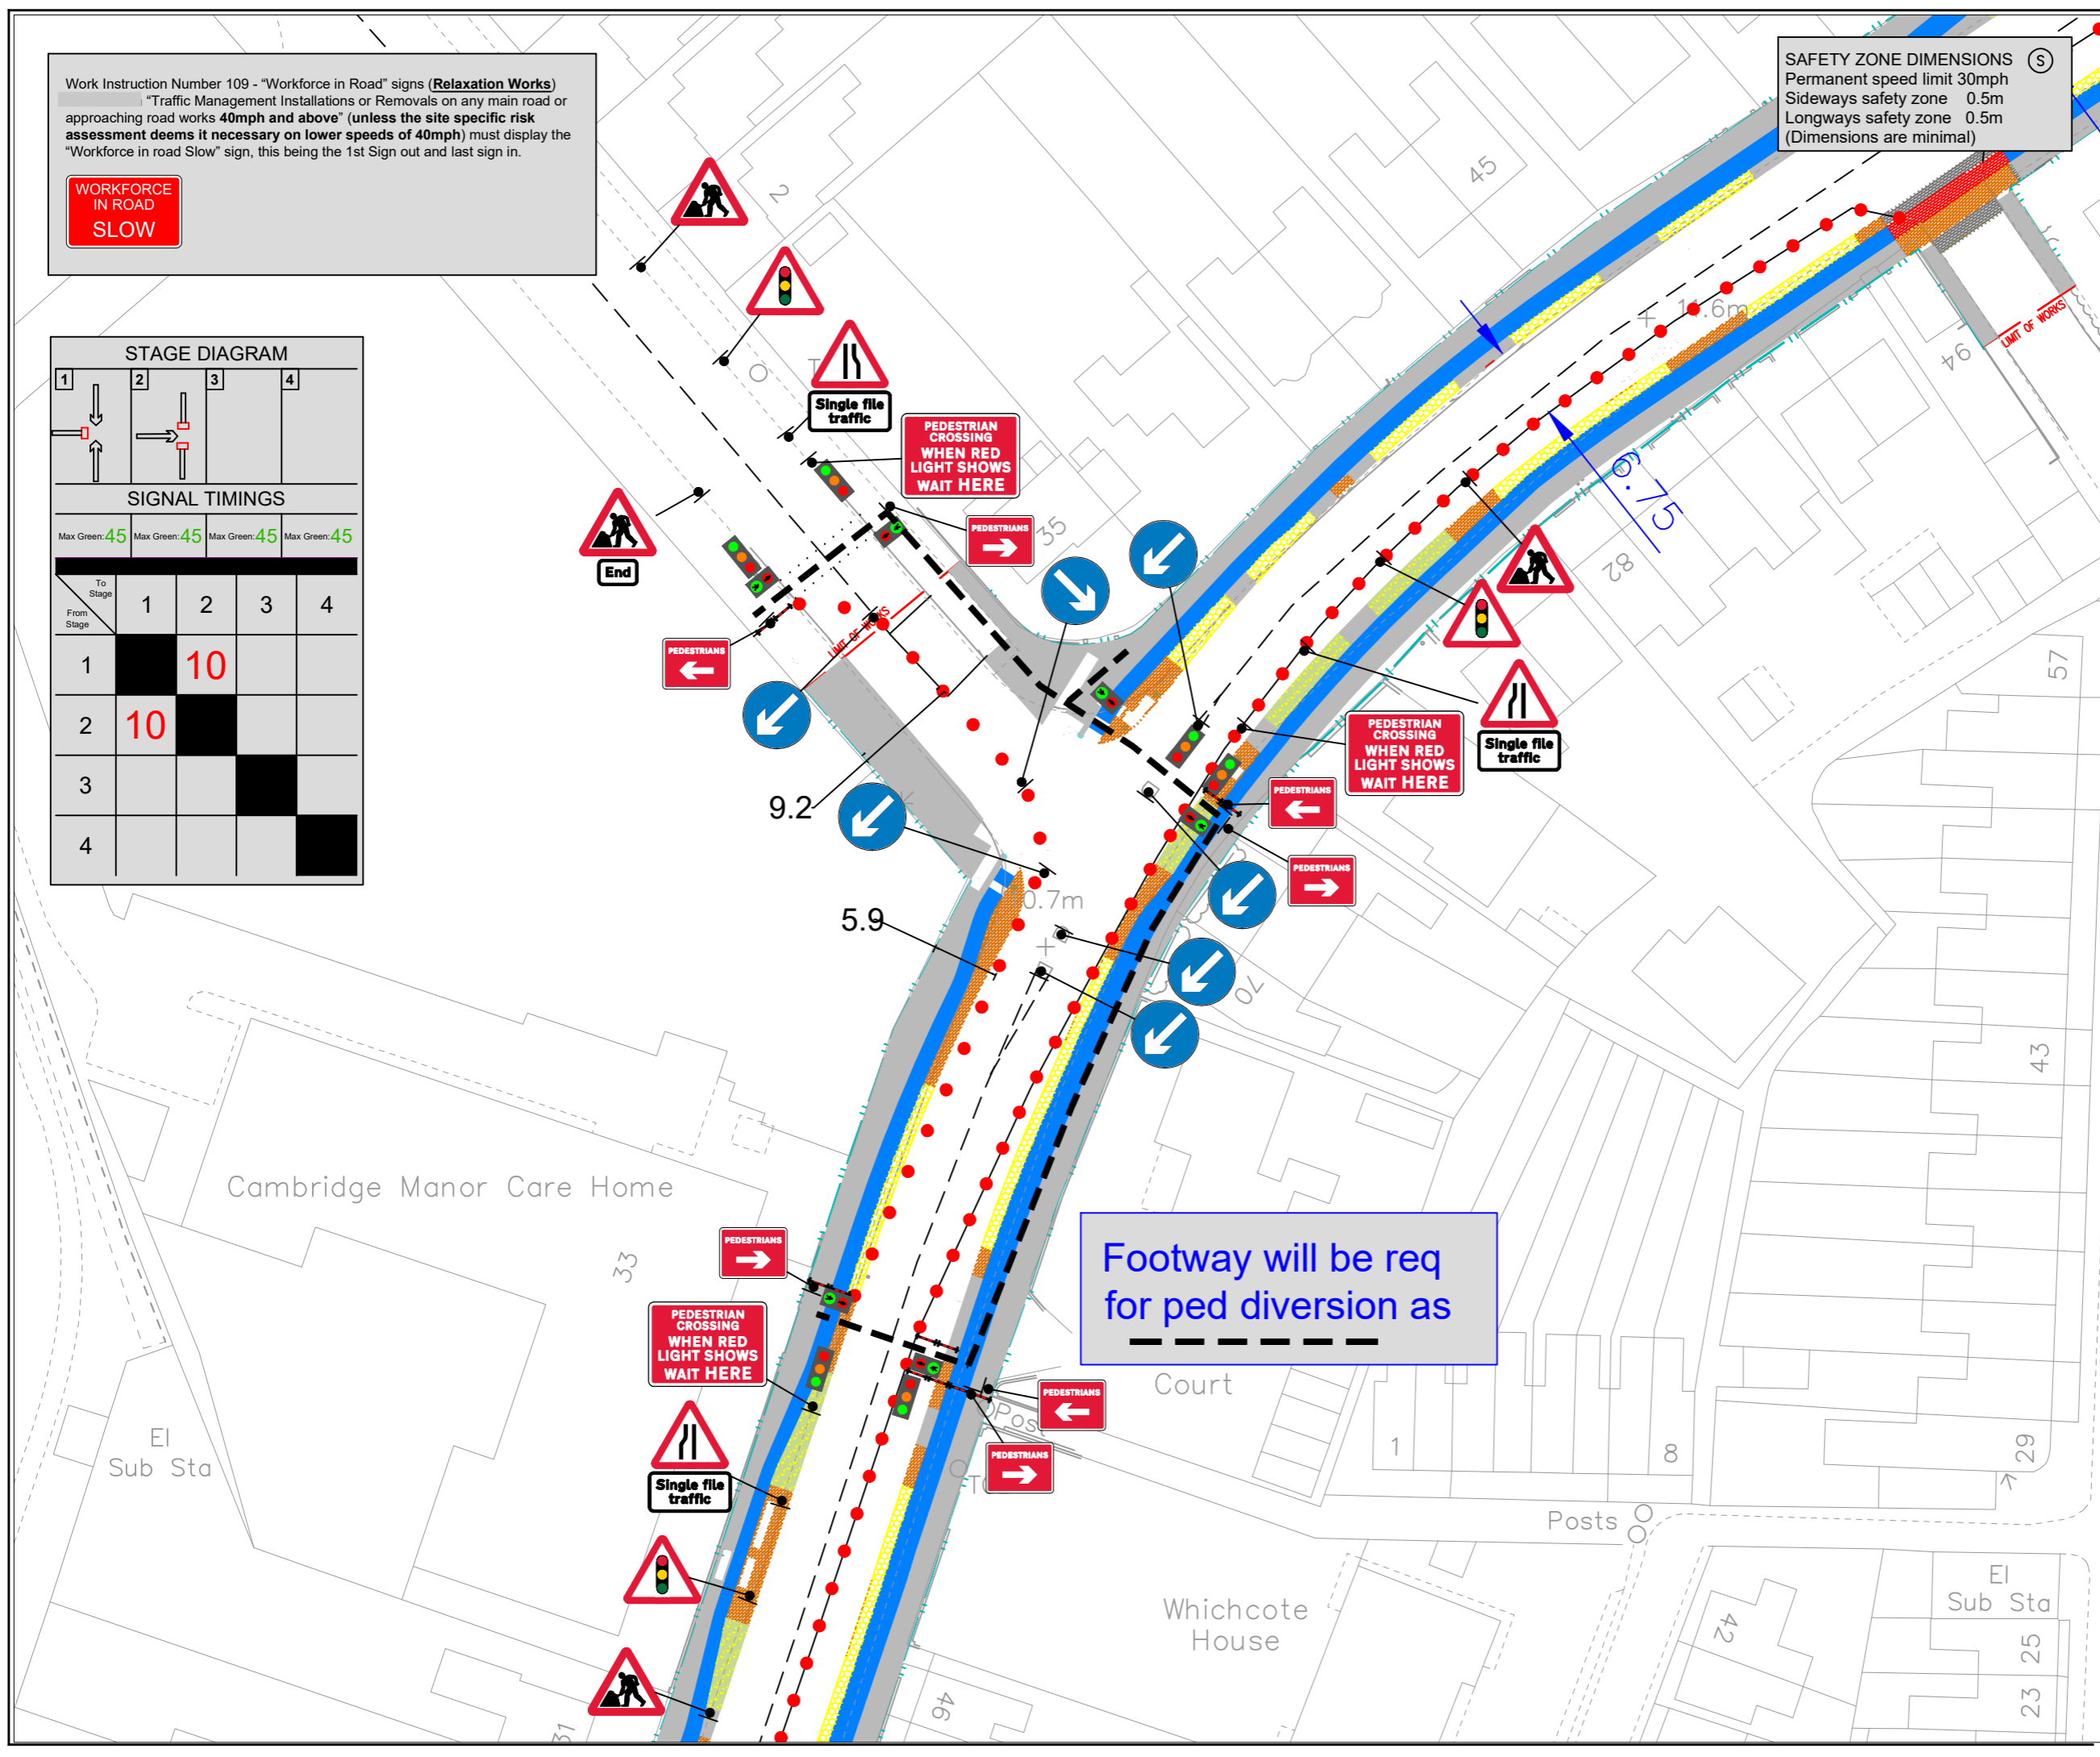 Work Instruction Number 109 - “Workforce in Road” signs (Relaxation Works)
“Traffic Management Installations or Removals on any main road or
approaching road works 40mph and above” (unless the site specific risk
assessment deems it necessary on lower speeds of 40mph) must display the
“Workforce in road Slow” sign, this being the 1st Sign out and last sign in.
WORKFORCE
IN ROAD
SLOW
SAFETY ZONE DIMENSIONS S
Permanent speed limit 30mph
Sideways safety zone 0.5m
Longways safety zone 0.5m
(Dimensions are minimal)
STAGE DIAGRAM
1 2 3 4
SIGNAL TIMINGS
Max Green: 45 Max Green: 45 Max Green: 45 Max Green: 45
To
Stage
From
Stage
1 2 3 4
1 10
2 10
3
4
2
45
T
O
Single file
traffic
PEDESTRIAN
CROSSING
WHEN RED
LIGHT SHOWS
WAIT HERE
PEDESTRIANS
35
End
PEDESTRIANS
LIMIT OF WORKS
11.6m
LIMIT OF WORKS
94
6.75
82
57
Single file
traffic
PEDESTRIAN
CROSSING
WHEN RED
LIGHT SHOWS
WAIT HERE
PEDESTRIANS
PEDESTRIANS
9.2
5.9
0.7m
70
43
Cambridge Manor Care Home
33
PEDESTRIANS
PEDESTRIAN
CROSSING
WHEN RED
LIGHT SHOWS
WAIT HERE
Footway will be req
for ped diversion as
Court
PEDESTRIANS
Post
PEDESTRIANS
1
8
29
El
Sub Sta
Single file
traffic
Posts
El
Sub Sta
Whichcote
House
42
25
23
46
31